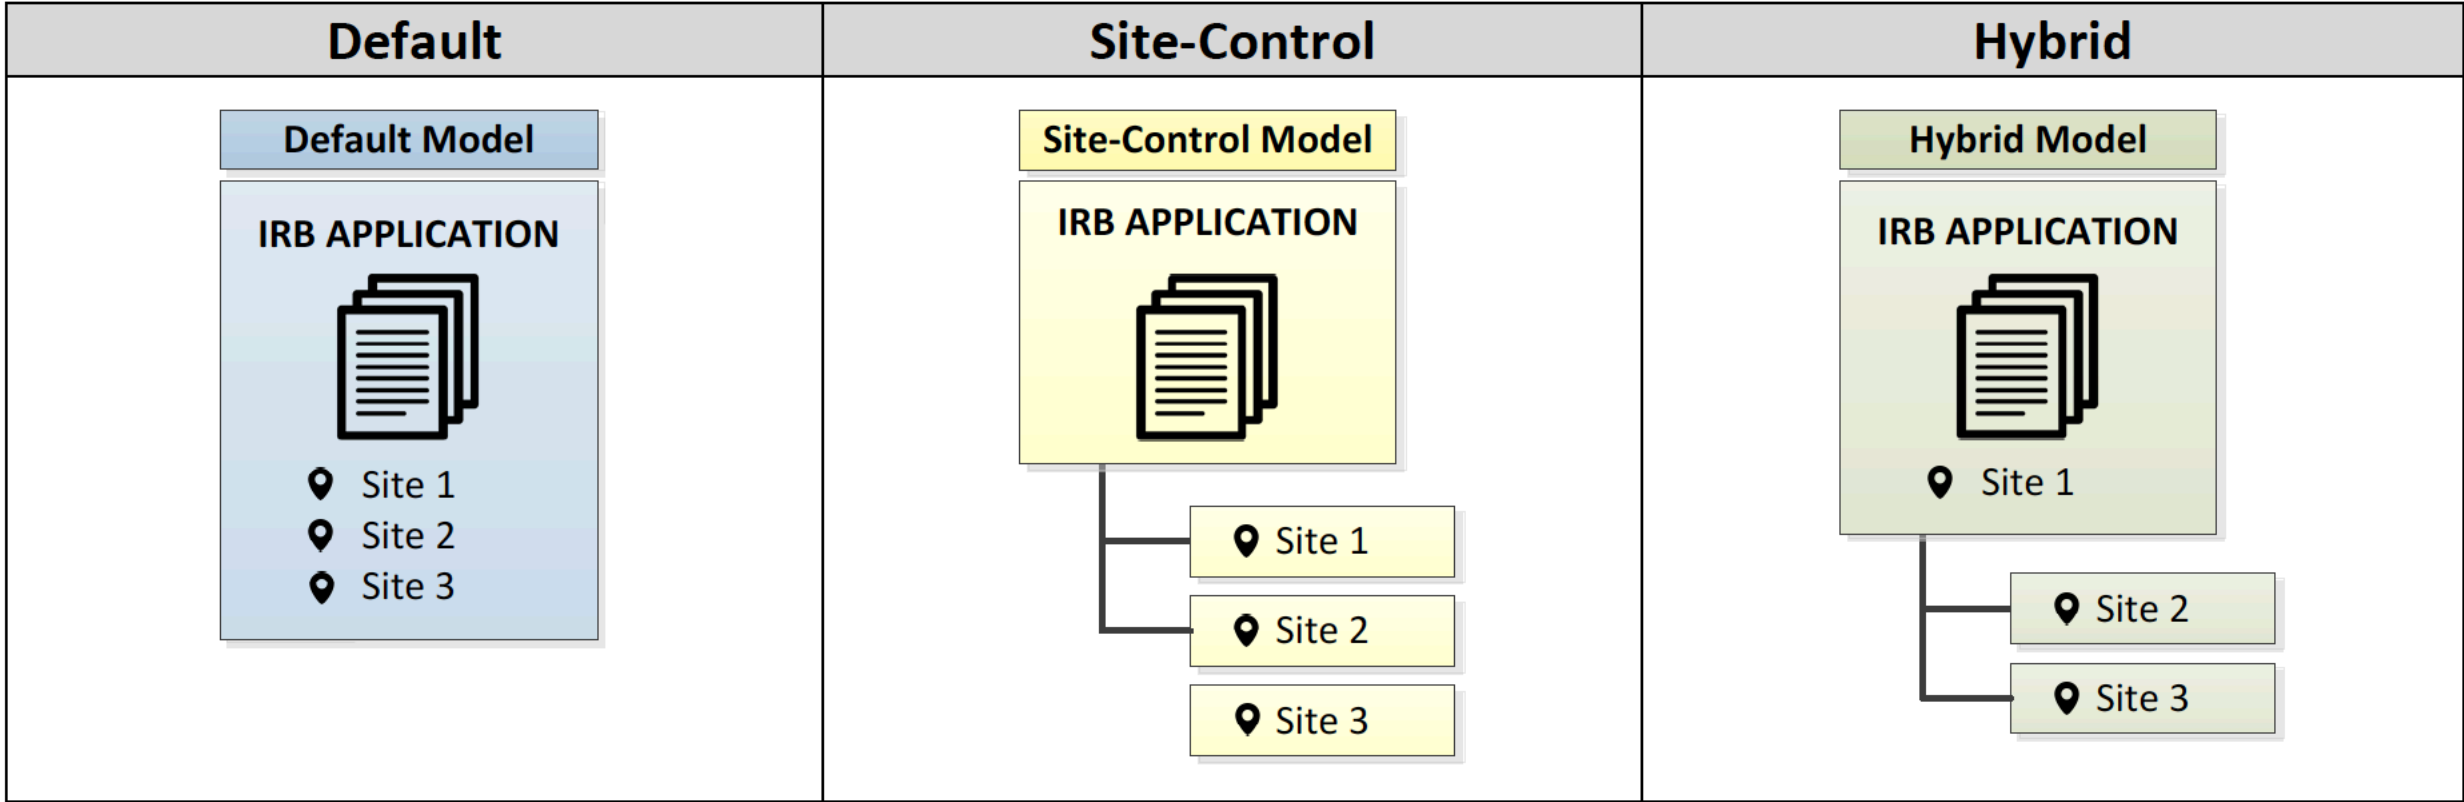 Default
Site-Control
Hybrid
Default Model
IRB APPLICATION
Site 1
Site 2
Site 3
Site-Control Model
IRB APPLICATION
Site 1
Site 2
Site 3
Hybrid Model
IRB APPLICATION
Site 1
Site 2
Site 3